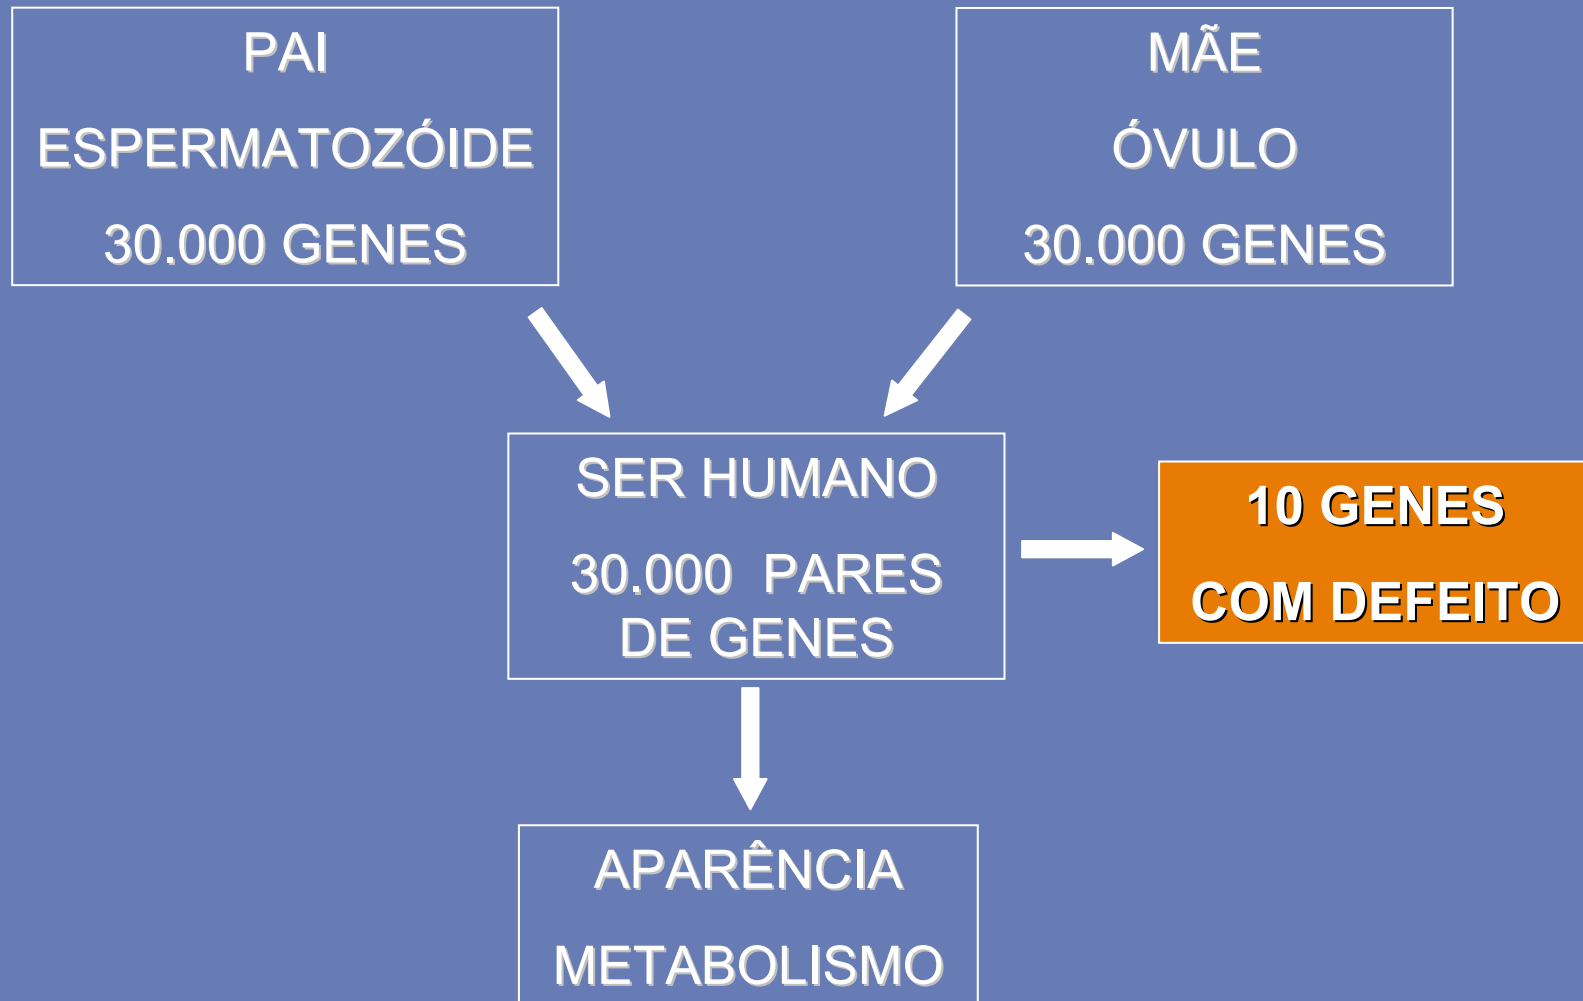 PAI
ESPERMATOZÓIDE
30.000 GENES
MÃE
ÓVULO
30.000 GENES
SER HUMANO
30.000 PARES
DE GENES
10 GENES
COM DEFEITO
APARÊNCIA
METABOLISMO